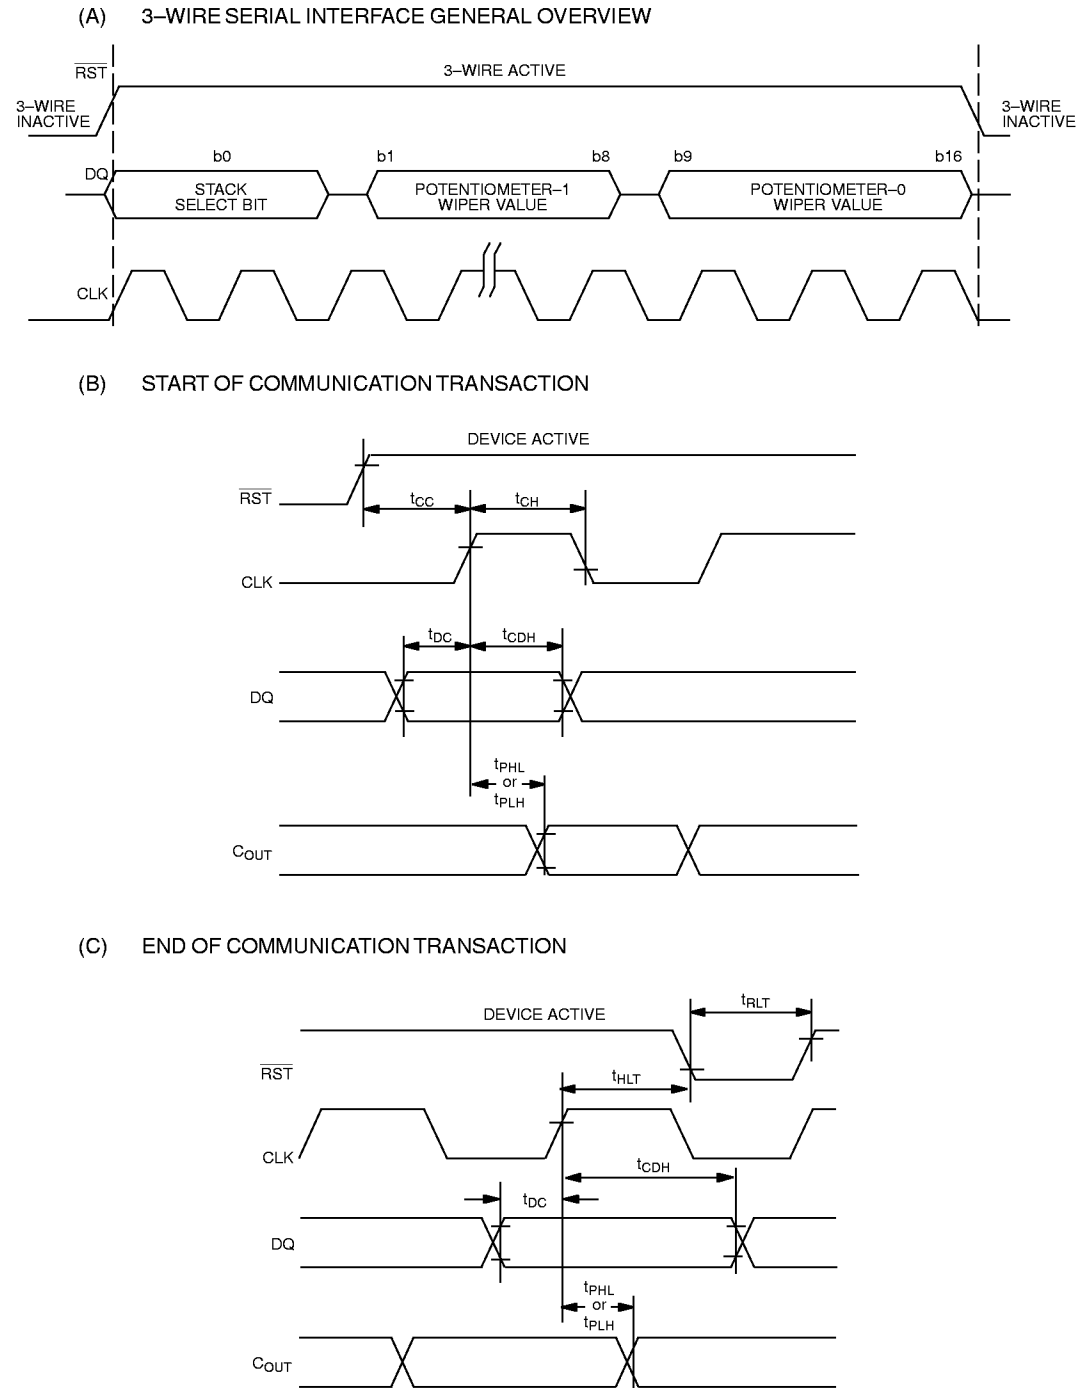 (A) 3–WIRE SERIAL INTERFACE GENERAL OVERVIEW
RST
3–WIRE ACTIVE
3–WIRE
INACTIVE
3–WIRE
INACTIVE
b0
b1
b8
b9
b16
DQ
STACK
SELECT BIT
POTENTIOMETER–1
WIPER VALUE
POTENTIOMETER–0
WIPER VALUE
CLK
(B) START OF COMMUNICATION TRANSACTION
DEVICE ACTIVE
RST
tCC
tCH
CLK
tDC
tCDH
DQ
tPHL
or
tPLH
COUT
(C) END OF COMMUNICATION TRANSACTION
tRLT
DEVICE ACTIVE
RST
tHLT
CLK
tCDH
tDC
DQ
tPHL
or
tPLH
COUT